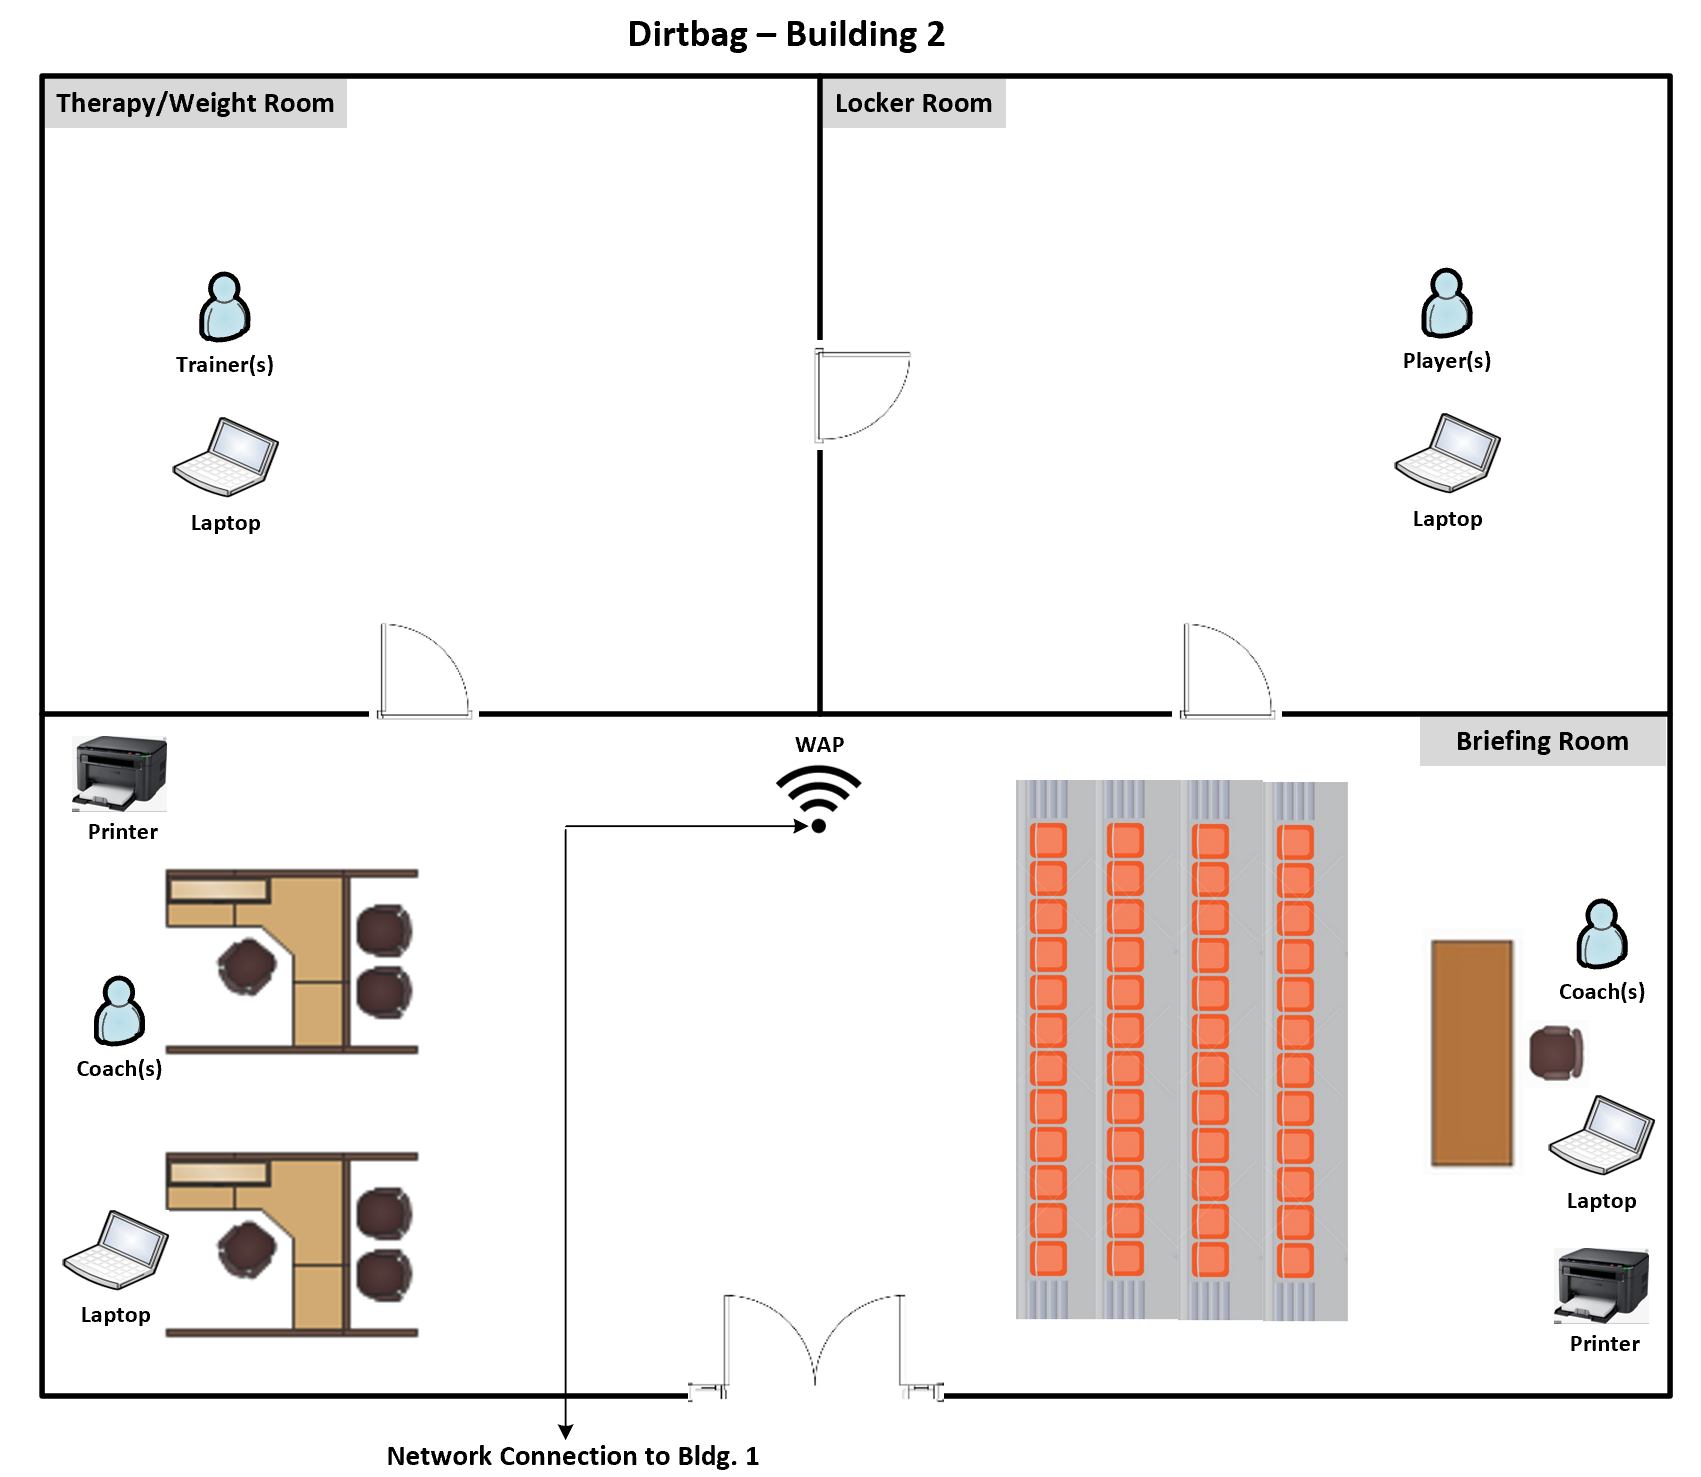 Dirtbag – Building 2
Therapy/Weight Room
Locker Room
Trainer(s)
Player(s)
Laptop
Laptop
Briefing Room
WAP
Printer
Coach(s)
Coach(s)
Laptop
Laptop
Printer
Network Connection to Bldg. 1